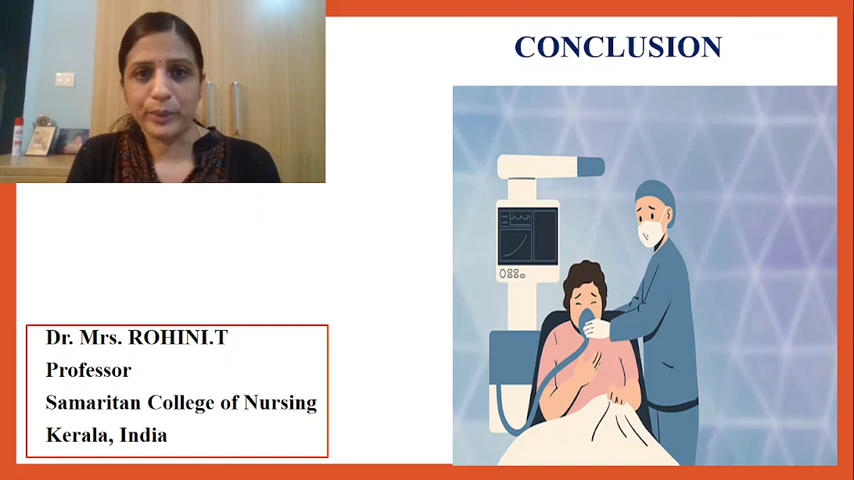 CONCLUSION
Dr. Mrs. ROHINI.T
Professor
Samaritan College of Nursing
Kerala, India